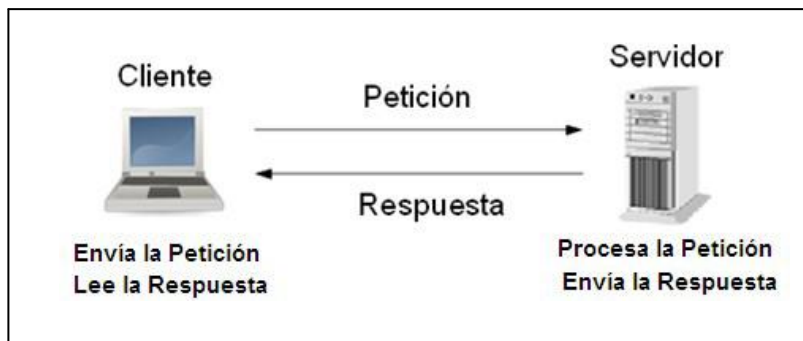 Cliente
Servidor
Petición
Respuesta
Envía la Petición
Lee la Respuesta
Procesa la Petición
Envía la Respuesta